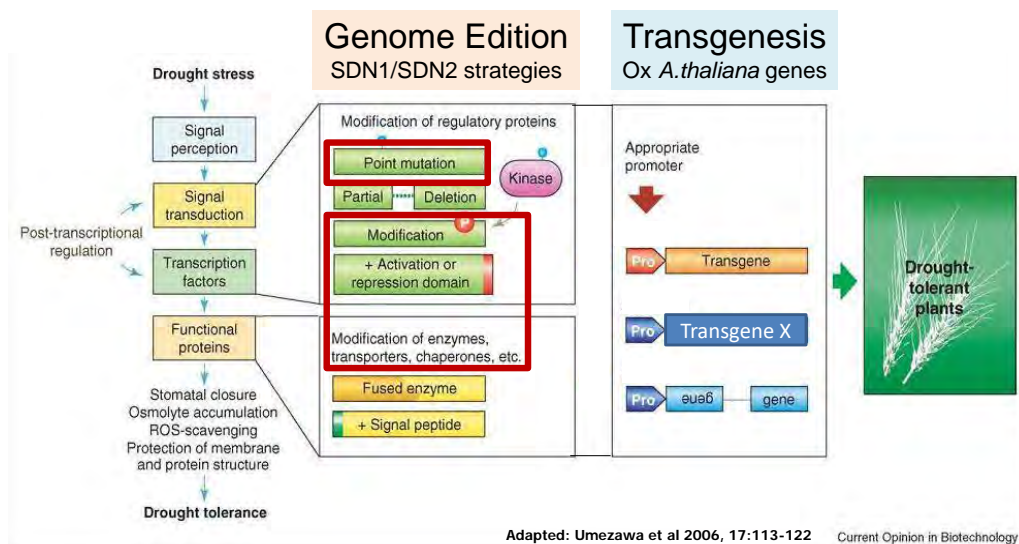 Genome Edition
SDN1/SDN2 strategies
Transgenesis
Ox A.thaliana genes
Drought stress
Signal
perception
Signal
transduction
Post-transcriptional
regulation
Transcription
factors
Functional
proteins
Stomatal closure
Osmolyte accumulation
ROS-scavenging
Protection of membrane
and protein structure
Drought tolerance
Modification of regulatory proteins
Point mutation
Kinase
Partial
Deletion
P
Modification
+ Activation or
repression domain
Modification of enzymes,
transporters, chaperones, etc.
Fused enzyme
+ Signal peptide
Appropriate
promoter
Pro
Transgene
Pro
Transgene X
Pro
gene
gene
Drought-
tolerant
plants
Adapted: Umezawa et al 2006, 17:113-122
Current Opinion in Biotechnology